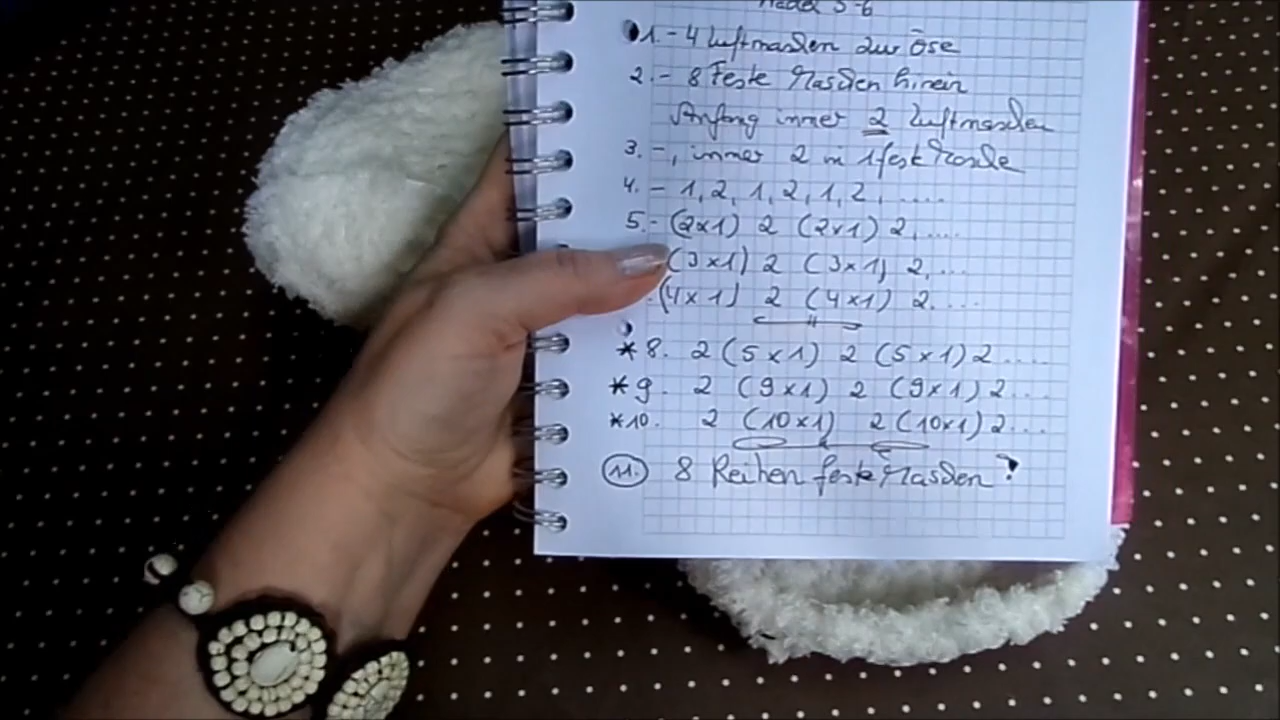 Nadel 5-6
1. - 4 Luftmaschen zur Öse
2. - 8 Feste Maschen hinein
Anfang immer 2 Luftmaschen
3. -, immer 2 in 1 feste Masche
4. - 1, 2, 1, 2, 1, 2, ....
5. - (2x1) 2 (2x1) 2, ....
(3x1) 2 (3x1) 2, ...
(4x1) 2 (4x1) 2. ...
* 8. 2 (5x1) 2 (5x1) 2 ....
* 9. 2 (9x1) 2 (9x1) 2 ...
* 10. 2 (10x1) 2 (10x1) 2 ...
11. 8 Reihen feste Maschen ?